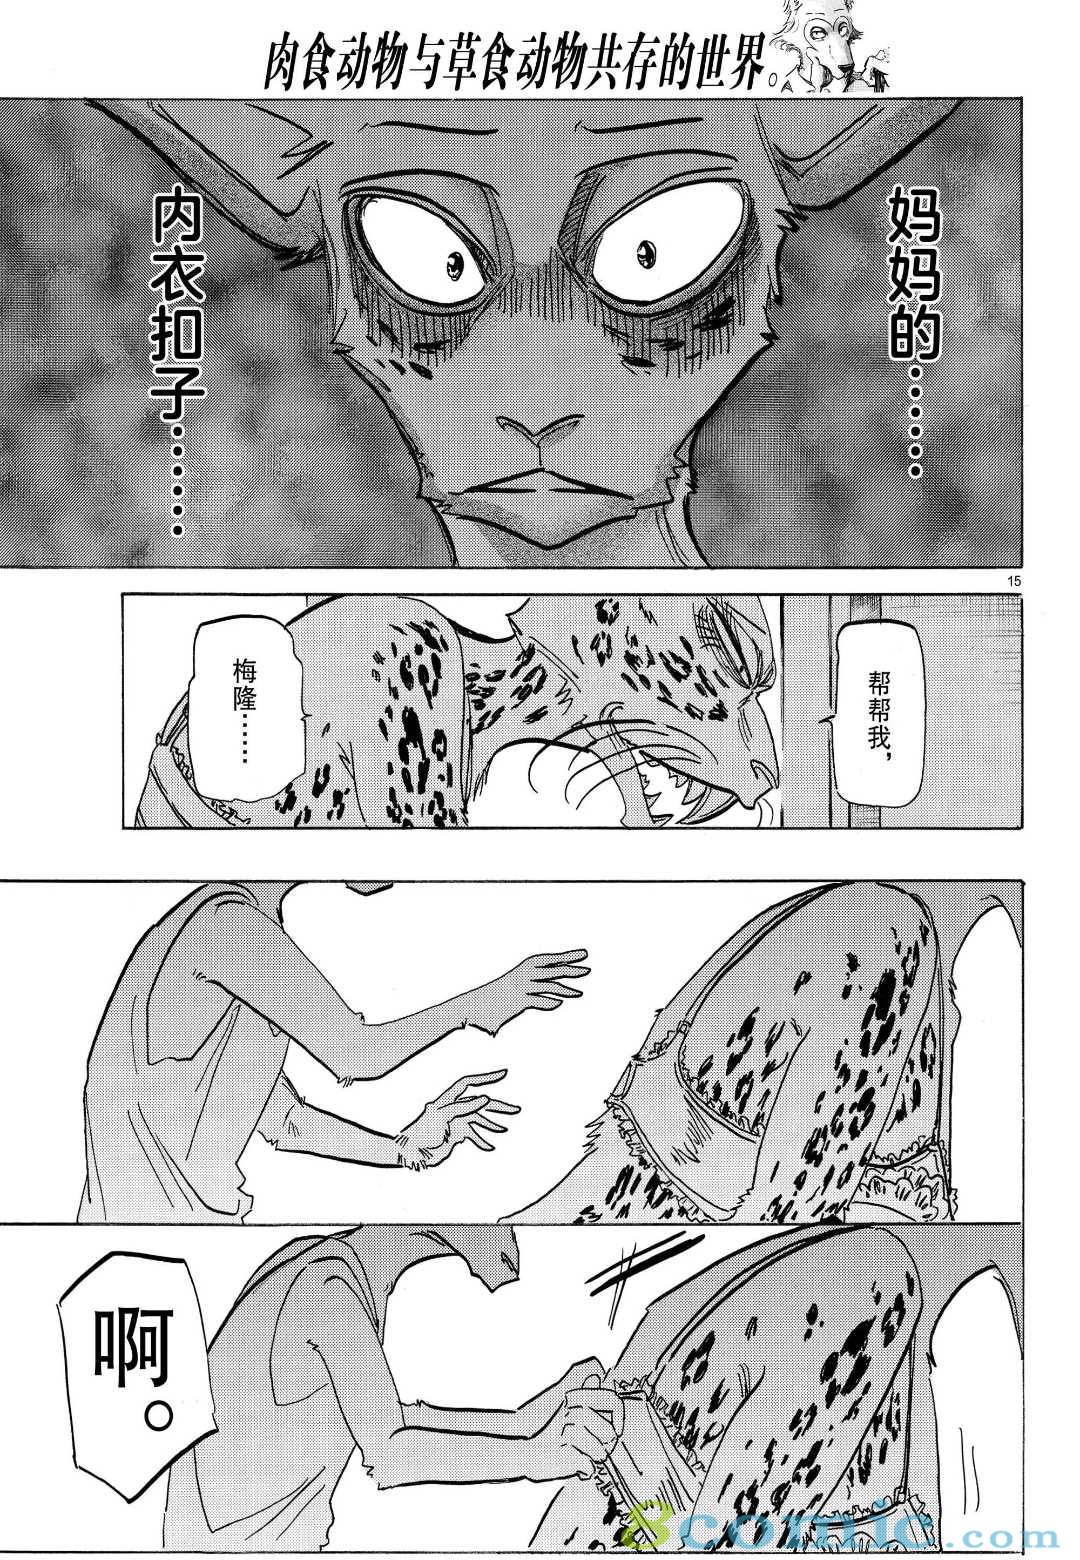 肉食动物与草食动物共存的世界。
妈妈的……
内衣扣子……
15
帮帮我,
梅隆……
啊。
8comic.com